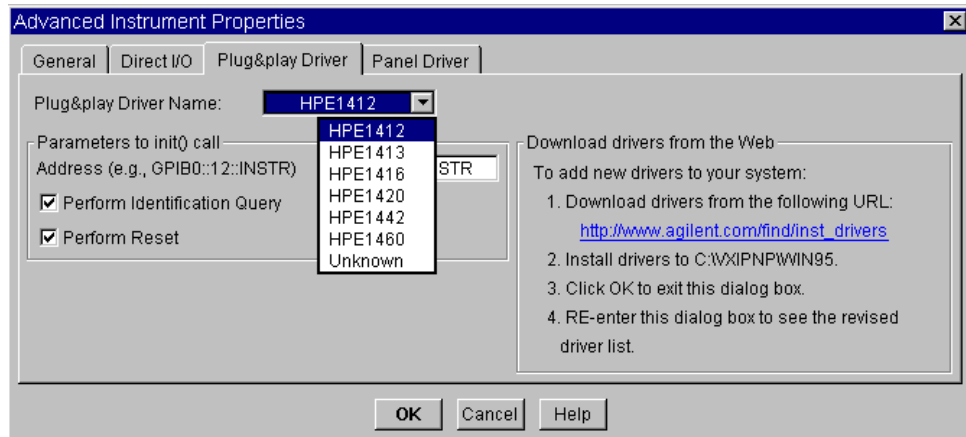 Advanced Instrument Properties
General Direct I/O Plug&play Driver Panel Driver
Plug&play Driver Name: HPE1412
HPE1412
HPE1413
HPE1416
HPE1420
HPE1442
HPE1460
Unknown
Parameters to init() call
Address (e.g., GPIB0::12::INSTR) STR
Perform Identification Query
Perform Reset
Download drivers from the Web
To add new drivers to your system:
1. Download drivers from the following URL:
http://www.agilent.com/find/inst_drivers
2. Install drivers to C:\VXIPNP\WIN95.
3. Click OK to exit this dialog box.
4. RE-enter this dialog box to see the revised
driver list.
OK Cancel Help